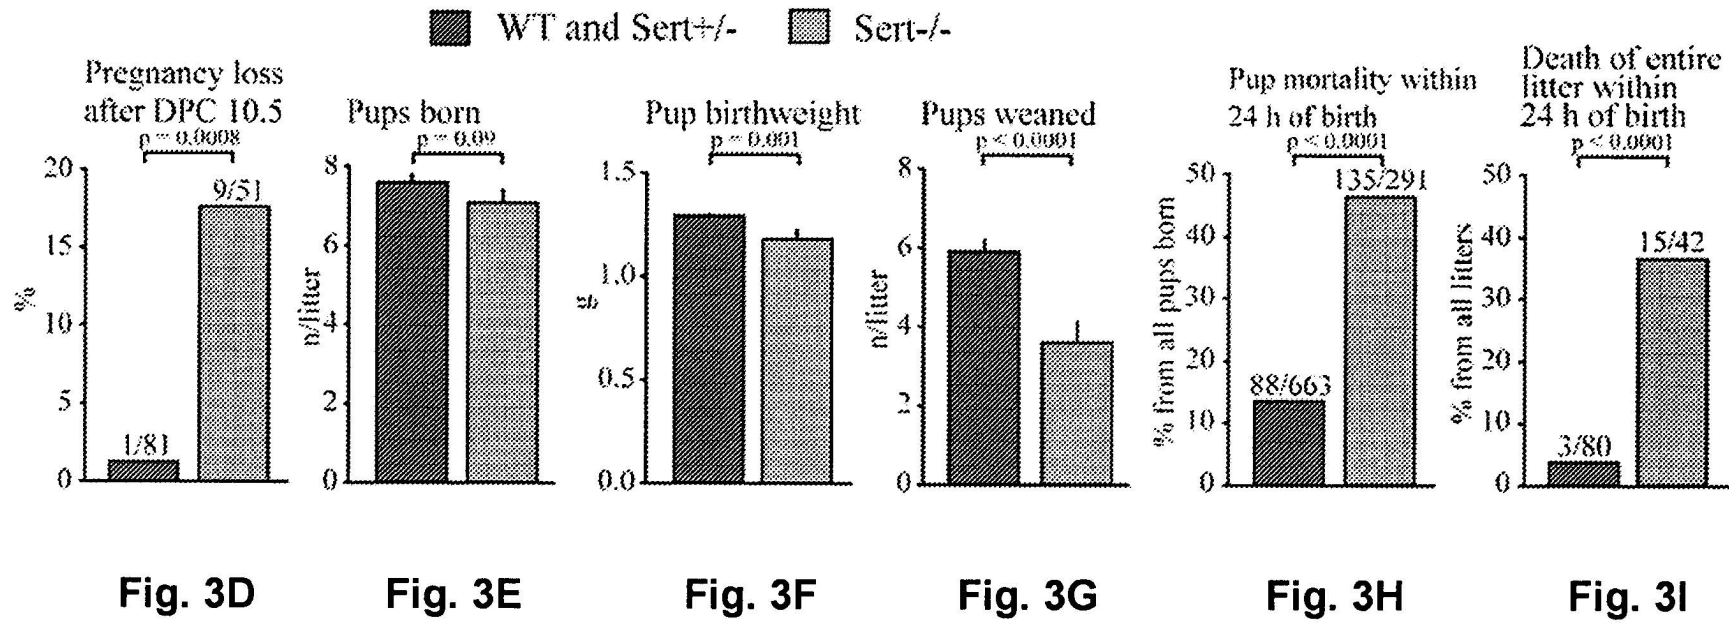 WT and Sert+/-
Sert-/-
Pregnancy loss
after DPC 10.5
p = 0.0008
20
15
10
5
0
%
9/51
1/81
Fig. 3D
Pups born
p = 0.09
8
6
4
2
0
n/litter
Fig. 3E
Pup birthweight
p = 0.001
1.5
1.0
0.5
0.0
g
Fig. 3F
Pups weaned
p < 0.0001
8
6
4
2
0
n/litter
Fig. 3G
Pup mortality within
24 h of birth
p < 0.0001
50
40
30
20
10
0
% from all pups born
135/291
88/663
Fig. 3H
Death of entire
litter within
24 h of birth
p < 0.0001
50
40
30
20
10
0
% from all litters
15/42
3/80
Fig. 3I